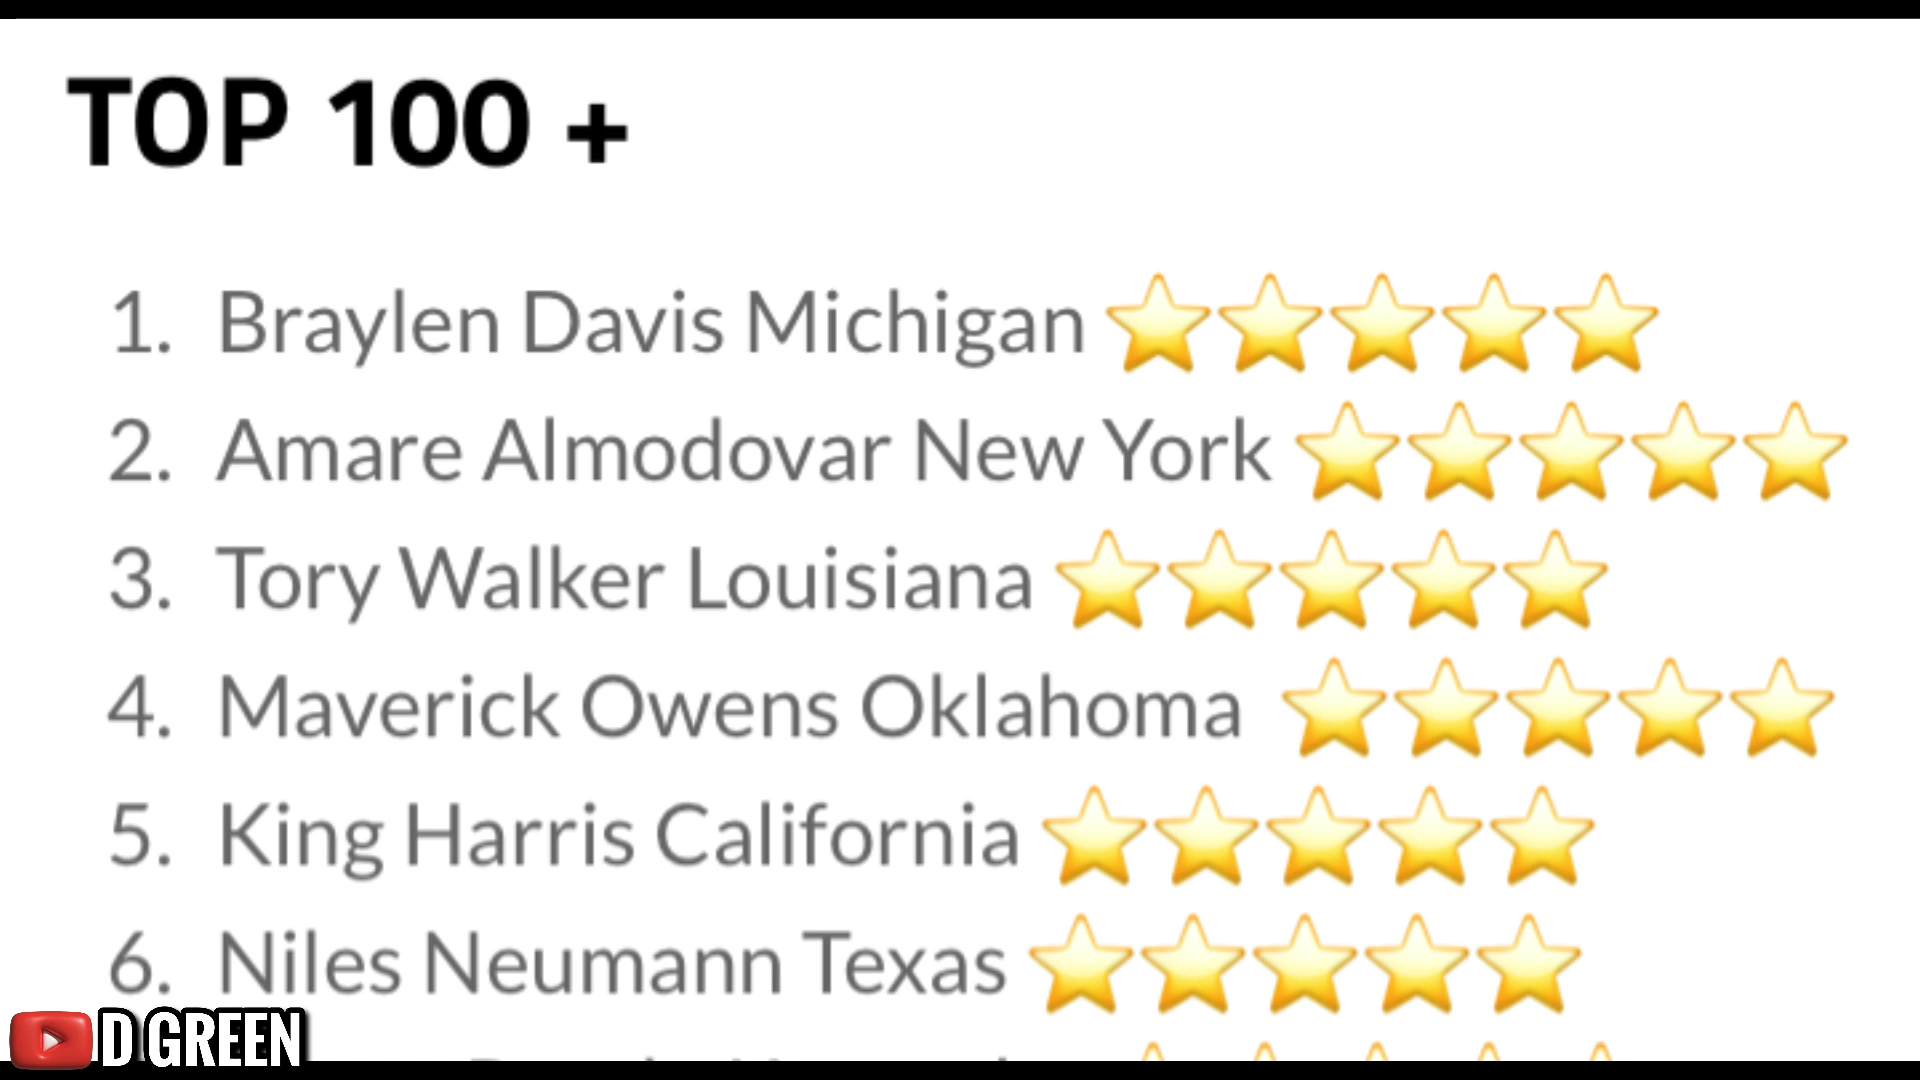 TOP 100 +
1. Braylen Davis Michigan ⭐⭐⭐⭐⭐
2. Amare Almodovar New York ⭐⭐⭐⭐⭐
3. Tory Walker Louisiana ⭐⭐⭐⭐⭐
4. Maverick Owens Oklahoma ⭐⭐⭐⭐⭐
5. King Harris California ⭐⭐⭐⭐⭐
6. Niles Neumann Texas ⭐⭐⭐⭐⭐
D GREEN